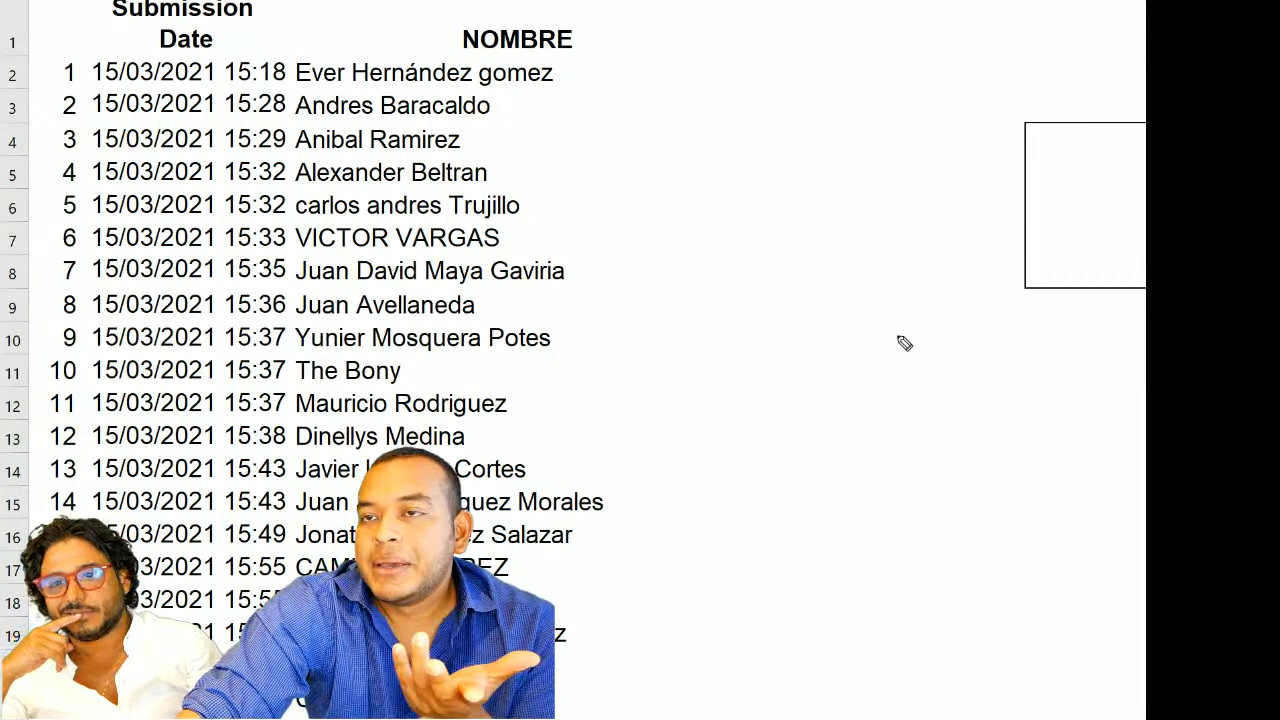 Submission
1 Date NOMBRE
2 1 15/03/2021 15:18 Ever Hernández gomez
3 2 15/03/2021 15:28 Andres Baracaldo
4 3 15/03/2021 15:29 Anibal Ramirez
5 4 15/03/2021 15:32 Alexander Beltran
6 5 15/03/2021 15:32 carlos andres Trujillo
7 6 15/03/2021 15:33 VICTOR VARGAS
8 7 15/03/2021 15:35 Juan David Maya Gaviria
9 8 15/03/2021 15:36 Juan Avellaneda
10 9 15/03/2021 15:37 Yunier Mosquera Potes
11 10 15/03/2021 15:37 The Bony
12 11 15/03/2021 15:37 Mauricio Rodriguez
13 12 15/03/2021 15:38 Dinellys Medina
14 13 15/03/2021 15:43 Javier Cortes
15 14 15/03/2021 15:43 Juan Morales
16 15:49 Salazar
17 15:55
18
19